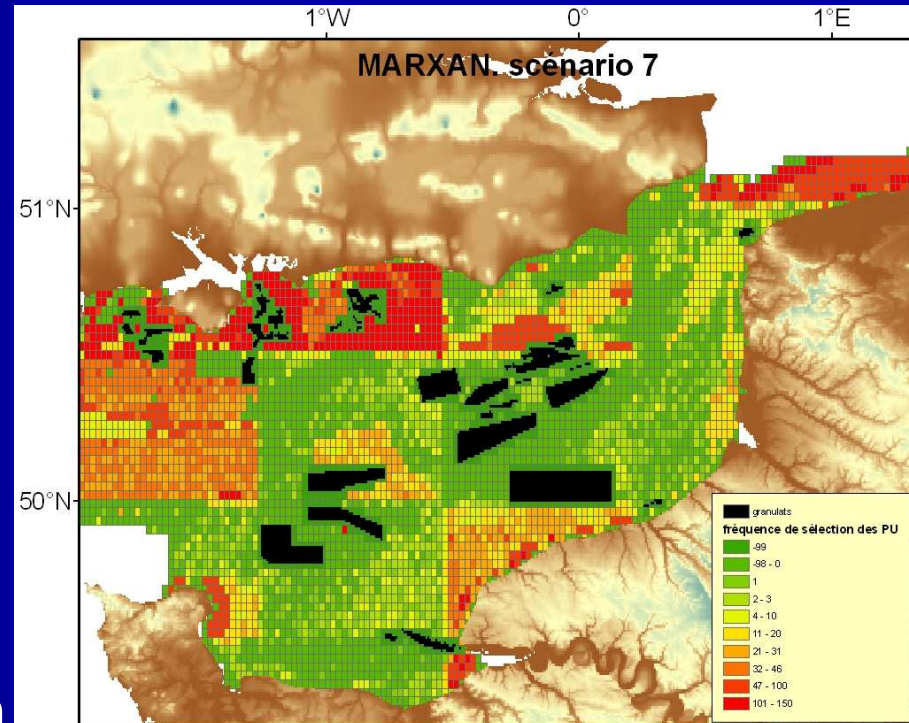 1°W 0° 1°E
MARXAN. scénario 7
51°N
50°N
granulats
fréquence de sélection des PU
-99
-98 - 0
1
2 - 3
4 - 10
11 - 20
21 - 31
32 - 46
47 - 100
101 - 150